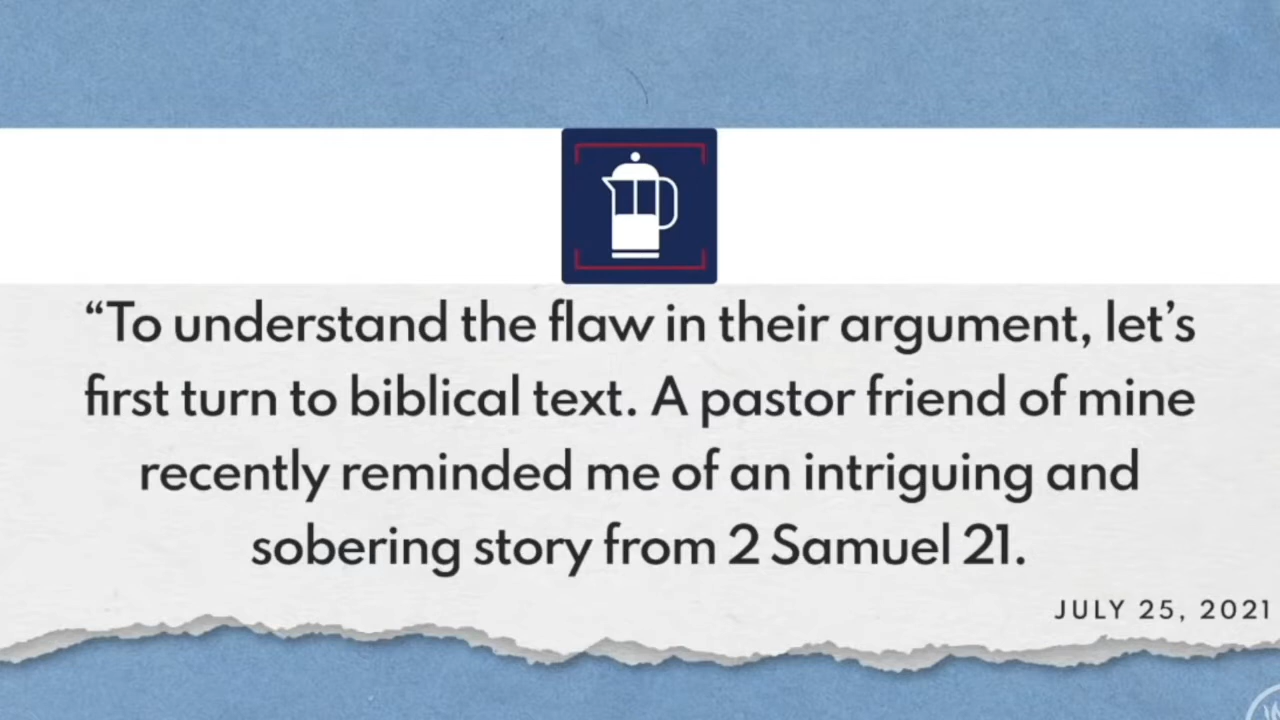 “To understand the flaw in their argument, let’s
first turn to biblical text. A pastor friend of mine
recently reminded me of an intriguing and
sobering story from 2 Samuel 21.
JULY 25, 2021